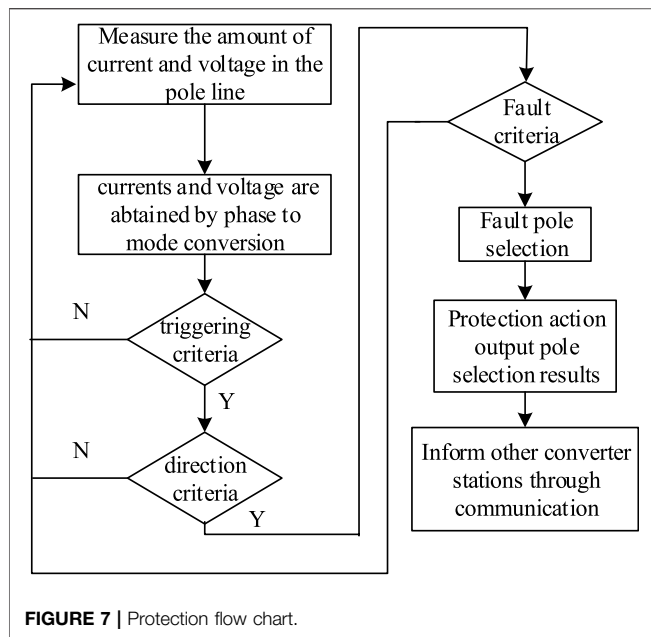 Measure the amount of
current and voltage in the
pole line
currents and voltage are
abtained by phase to
mode conversion
N
triggering
criteria
Y
N
direction
criteria
Y
Fault
criteria
Fault pole
selection
Protection action
output pole
selection results
Inform other converter
stations through
communication
FIGURE 7 | Protection flow chart.